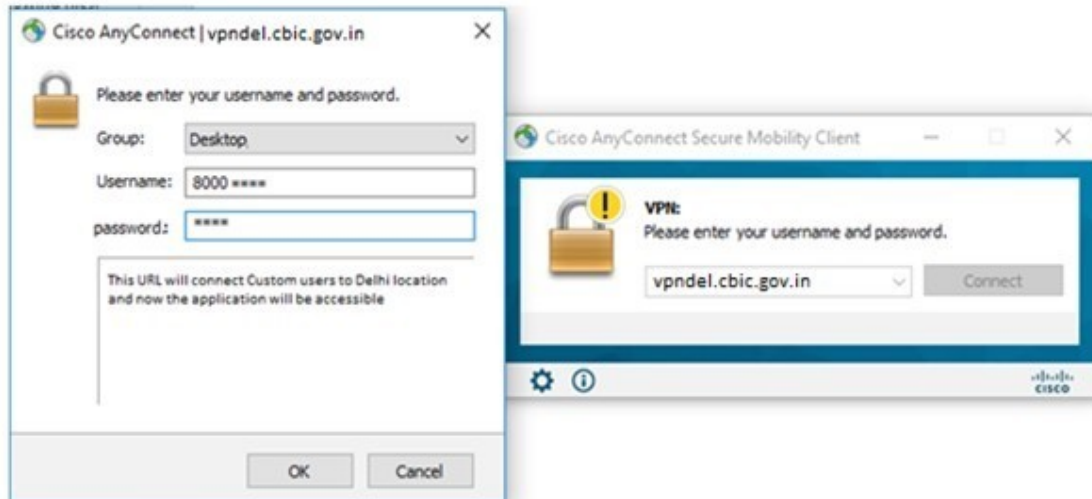 Cisco AnyConnect | vpndel.cbic.gov.in
Please enter your username and password.
Group: Desktop
Username: 8000 ****
password.: ****
This URL will connect Custom users to Delhi location
and now the application will be accessible
OK Cancel
Cisco AnyConnect Secure Mobility Client
VPN:
Please enter your username and password.
vpndel.cbic.gov.in Connect
CISCO